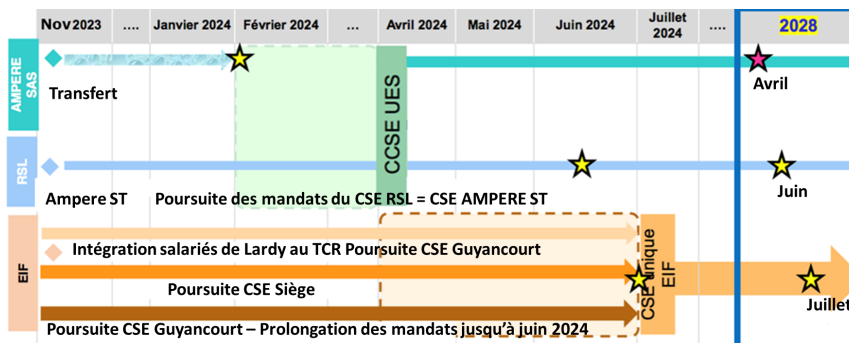 Nov 2023 .... Janvier 2024 Février 2024 ... Avril 2024 Mai 2024 Juin 2024 Juillet 2024 .... 2028
AMPERE SAS
Transfert
CCSE UES
Avril
RSL
Ampere ST Poursuite des mandats du CSE RSL = CSE AMPERE ST
Juin
EIF
Intégration salariés de Lardy au TCR Poursuite CSE Guyancourt
Poursuite CSE Siège
CSE unique EIF
Juillet
Poursuite CSE Guyancourt – Prolongation des mandats jusqu'à juin 2024